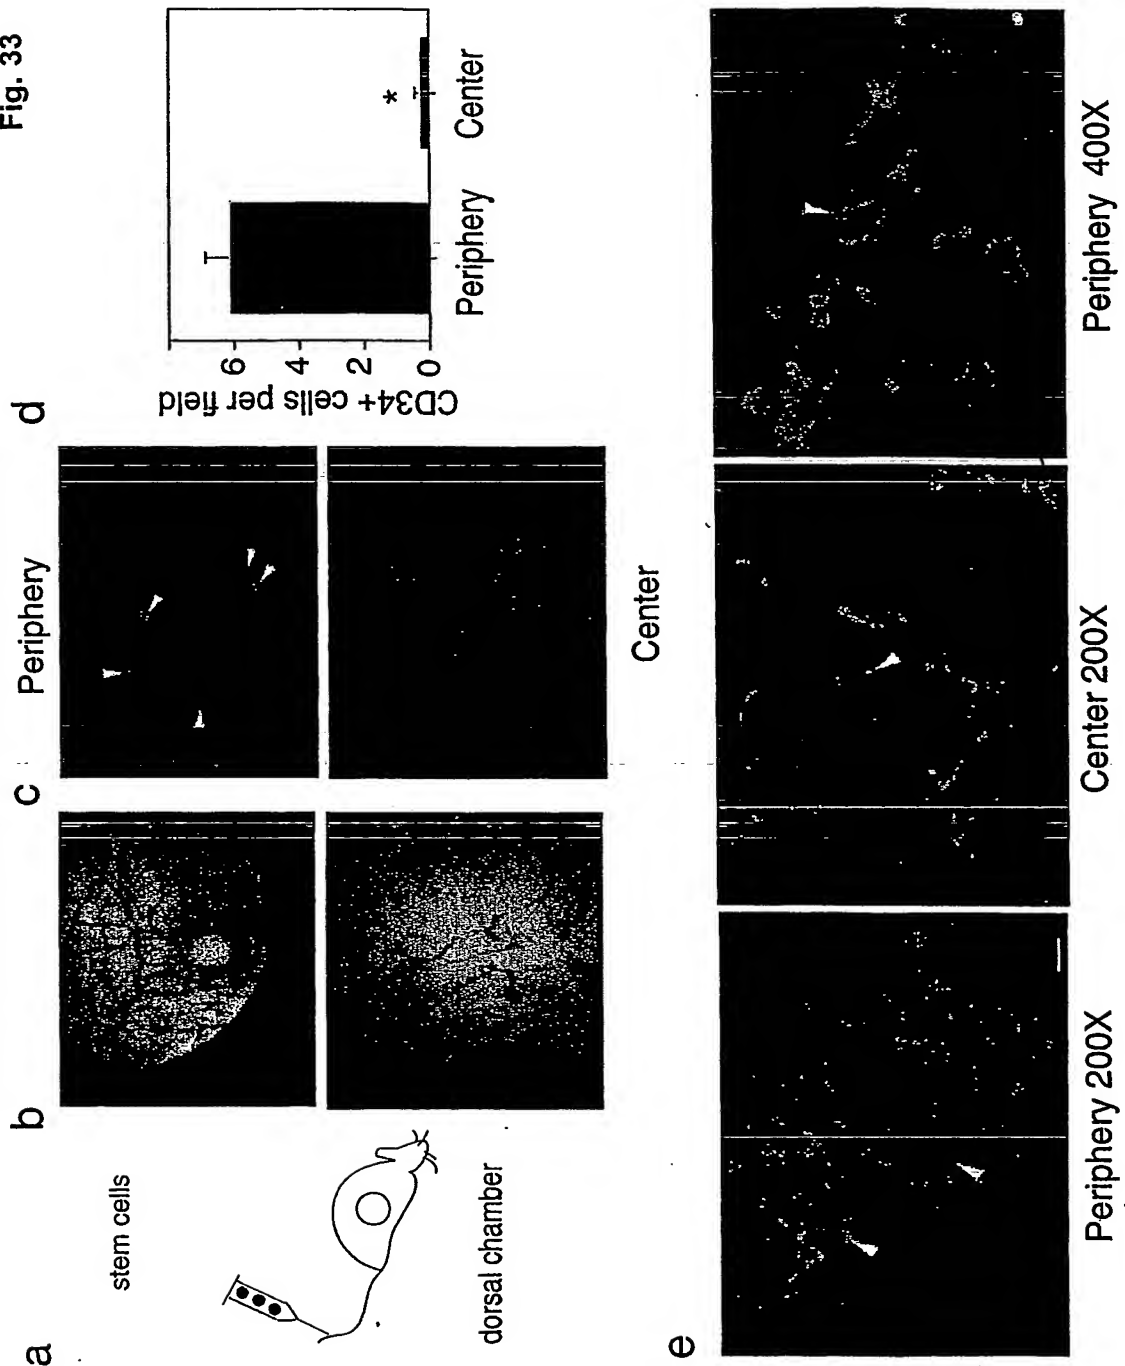 Fig. 33
a
stem cells
dorsal chamber
b
c
Periphery
Center
d
CD34+ cells per field
6
4
2
0
*
Periphery
Center
e
Periphery 200X
Center 200X
Periphery 400X